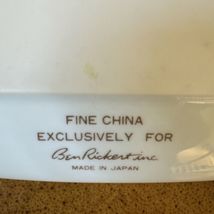 FINE CHINA
EXCLUSIVELY FOR
Ben Rickert inc.
MADE IN JAPAN